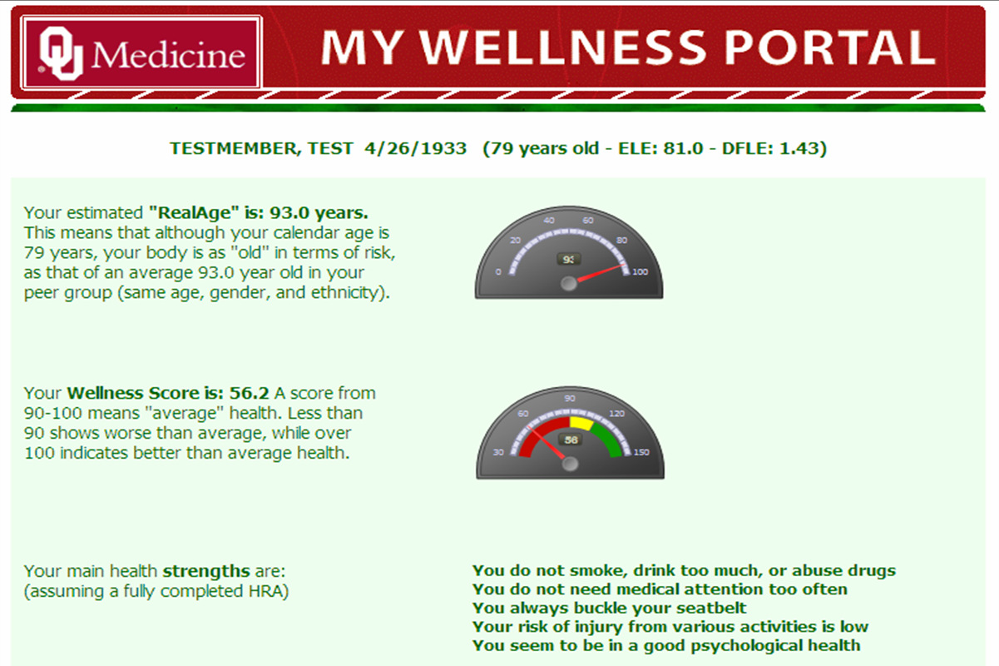 OU Medicine
MY WELLNESS PORTAL
TESTMEMBER, TEST 4/26/1933 (79 years old - ELE: 81.0 - DFLE: 1.43)
Your estimated "RealAge" is: 93.0 years.
This means that although your calendar age is
79 years, your body is as "old" in terms of risk,
as that of an average 93.0 year old in your
peer group (same age, gender, and ethnicity).
0 20 40 60 80 100
93
Your Wellness Score is: 56.2 A score from
90-100 means "average" health. Less than
90 shows worse than average, while over
100 indicates better than average health.
30 60 90 120 150
56
Your main health strengths are:
(assuming a fully completed HRA)
You do not smoke, drink too much, or abuse drugs
You do not need medical attention too often
You always buckle your seatbelt
Your risk of injury from various activities is low
You seem to be in a good psychological health